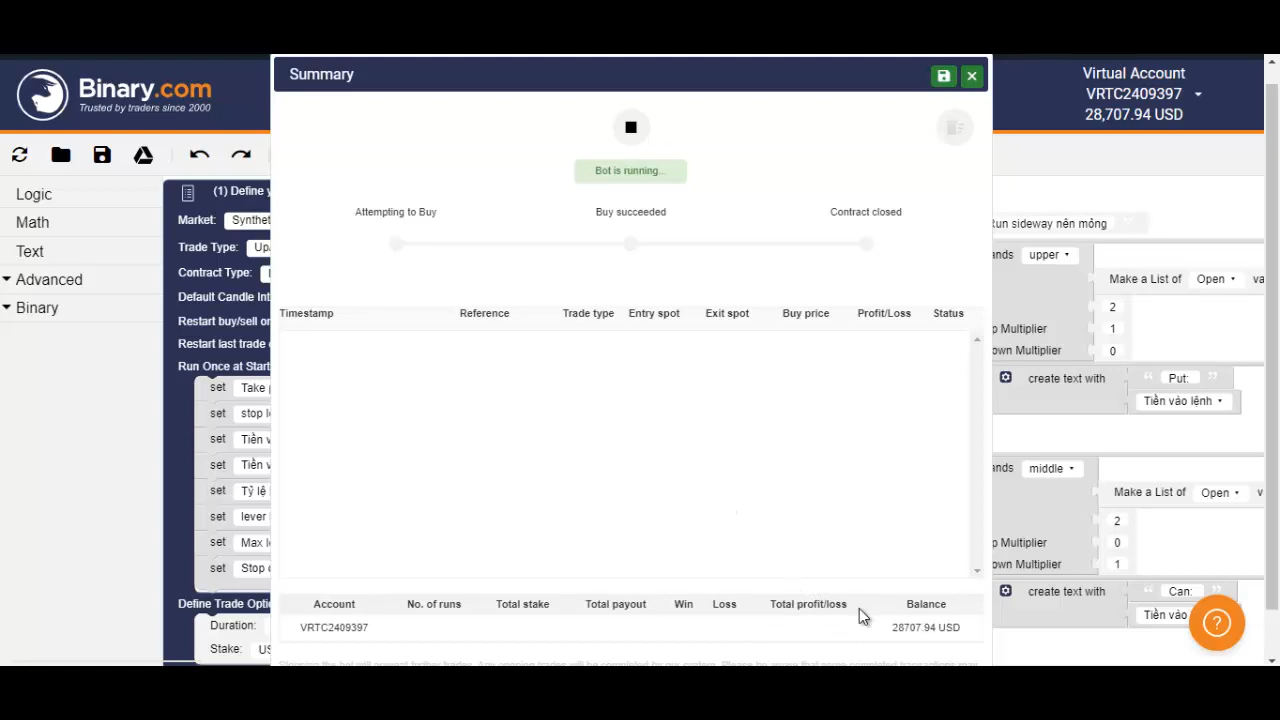 Summary
Binary.com
Trusted by traders since 2000
Virtual Account
VRTC2409397
28,707.94 USD
Bot is running...
Attempting to Buy Buy succeeded Contract closed
Logic
Math
Text
Advanced
Binary
(1) Define
Market: Synthet
Trade Type:
Contract Type:
Default Candle
Restart buy/sell
Restart last trade
Run Once at Start
set Take
set stop
set Tiền
set Tiền
set Tỷ lệ
set lever
set Max
set Stop
Define Trade
Duration:
Stake:
Timestamp Reference Trade type Entry spot Exit spot Buy price Profit/Loss Status
Account No. of runs Total stake Total payout Win Loss Total profit/loss Balance
VRTC2409397 28707.94 USD
sideway nên mỏng
upper
Make a List of Open
2
Multiplier 1
Multiplier 0
create text with “ Put: ”
Tiền vào lệnh
middle
Make a List of Open
2
Multiplier 0
Multiplier 1
create text with “ Can: ”
Tiền vào
?